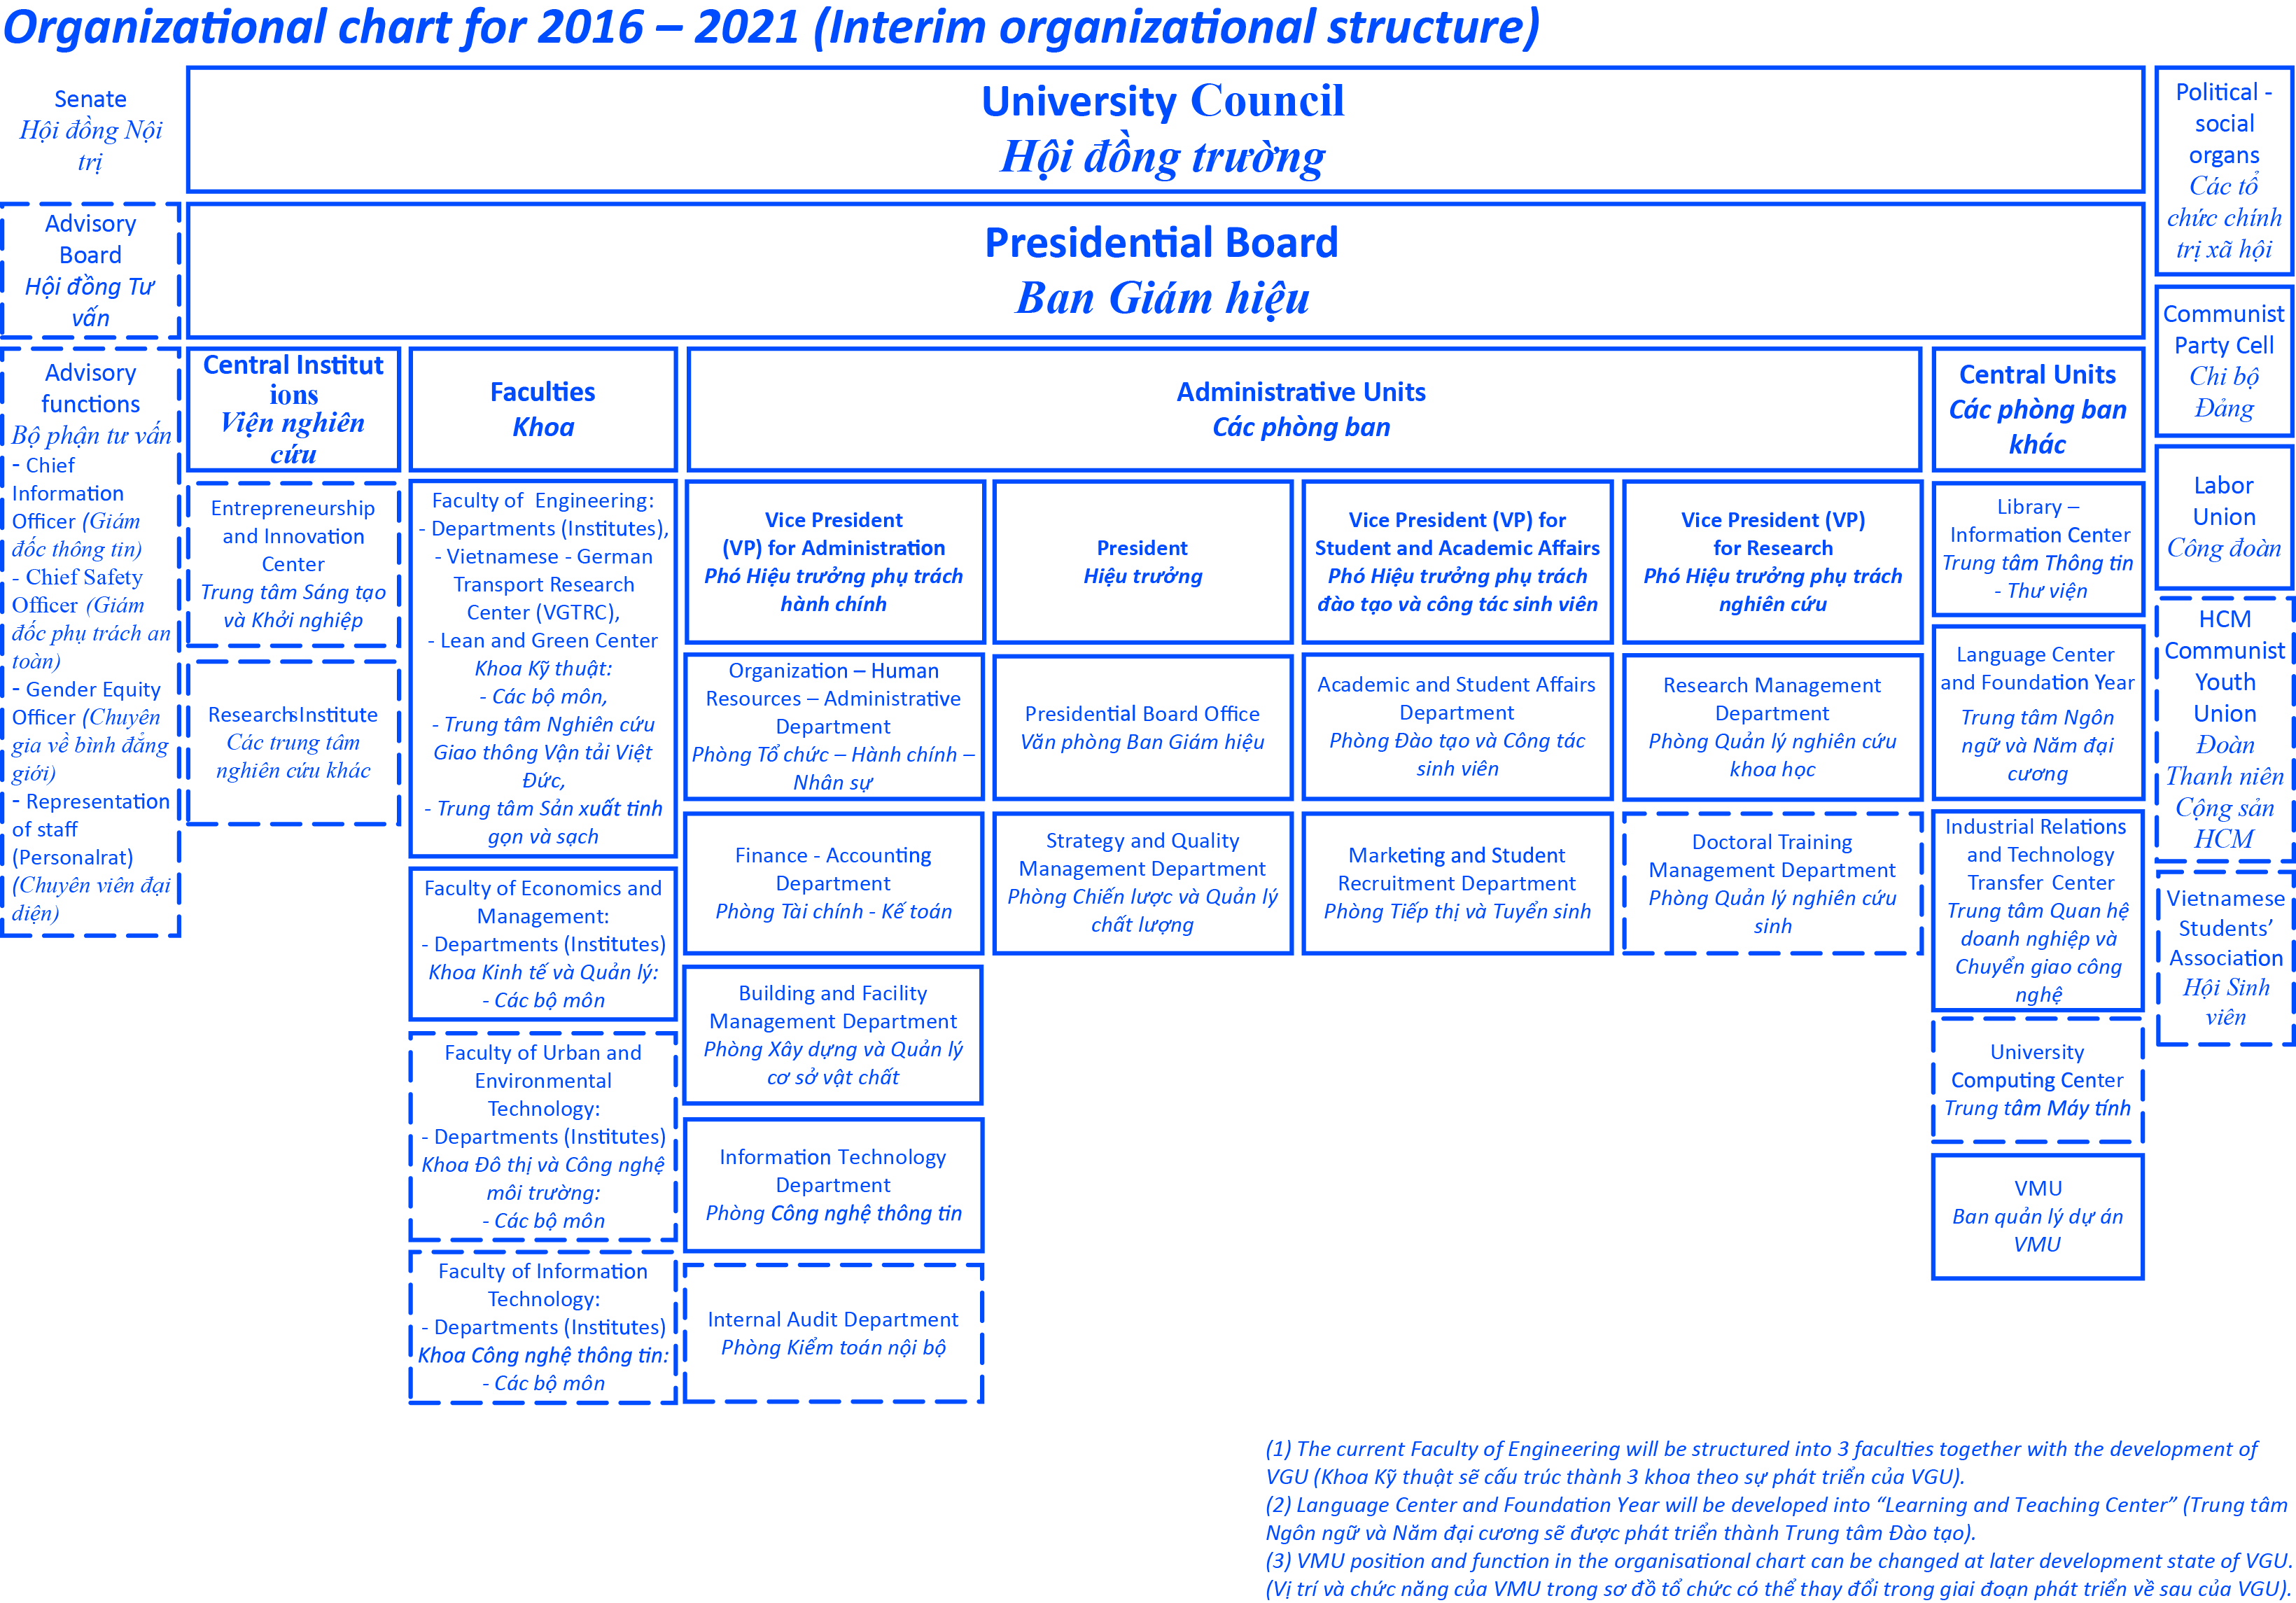 Organizational chart for 2016 – 2021 (Interim organizational structure)
Senate
Hội đồng Nội
trị
University Council
Hội đồng trường
Political -
social
organs
Các tổ
chức chính
trị xã hội
Advisory
Board
Hội đồng Tư
vấn
Presidential Board
Ban Giám hiệu
Communist
Party Cell
Chi bộ
Đảng
Labor
Union
Công đoàn
HCM
Communist
Youth
Union
Đoàn
Thanh niên
Cộng sản
HCM
Vietnamese
Students’
Association
Hội Sinh
viên
Advisory
functions
Bộ phận tư vấn
- Chief
Information
Officer (Giám
đốc thông tin)
- Chief Safety
Officer (Giám
đốc phụ trách an
toàn)
- Gender Equity
Officer (Chuyên
gia về bình đẳng
giới)
- Representation
of staff
(Personalrat)
(Chuyên viên đại
diện)
Central Institut
ions
Viện nghiên
cứu
Entrepreneurship
and Innovation
Center
Trung tâm Sáng tạo
và Khởi nghiệp
Research Institutes
Các trung tâm
nghiên cứu khác
Faculties
Khoa
Faculty of Engineering:
- Departments (Institutes),
- Vietnamese - German
Transport Research
Center (VGTRC),
- Lean and Green Center
Khoa Kỹ thuật:
- Các bộ môn,
- Trung tâm Nghiên cứu
Giao thông Vận tải Việt
Đức,
- Trung tâm Sản xuất tinh
gọn và sạch
Faculty of Economics and
Management:
- Departments (Institutes)
Khoa Kinh tế và Quản lý:
- Các bộ môn
Faculty of Urban and
Environmental
Technology:
- Departments (Institutes)
Khoa Đô thị và Công nghệ
môi trường:
- Các bộ môn
Faculty of Information
Technology:
- Departments (Institutes)
Khoa Công nghệ thông tin:
- Các bộ môn
Administrative Units
Các phòng ban
Vice President
(VP) for Administration
Phó Hiệu trưởng phụ trách
hành chính
Organization – Human
Resources – Administrative
Department
Phòng Tổ chức – Hành chính –
Nhân sự
Finance - Accounting
Department
Phòng Tài chính - Kế toán
Building and Facility
Management Department
Phòng Xây dựng và Quản lý
cơ sở vật chất
Information Technology
Department
Phòng Công nghệ thông tin
Internal Audit Department
Phòng Kiểm toán nội bộ
President
Hiệu trưởng
Presidential Board Office
Văn phòng Ban Giám hiệu
Strategy and Quality
Management Department
Phòng Chiến lược và Quản lý
chất lượng
Vice President (VP) for
Student and Academic Affairs
Phó Hiệu trưởng phụ trách
đào tạo và công tác sinh viên
Academic and Student Affairs
Department
Phòng Đào tạo và Công tác
sinh viên
Marketing and Student
Recruitment Department
Phòng Tiếp thị và Tuyển sinh
Vice President (VP)
for Research
Phó Hiệu trưởng phụ trách
nghiên cứu
Research Management
Department
Phòng Quản lý nghiên cứu
khoa học
Doctoral Training
Management Department
Phòng Quản lý nghiên cứu
sinh
Central Units
Các phòng ban
khác
Library –
Information Center
Trung tâm Thông tin
- Thư viện
Language Center
and Foundation Year
Trung tâm Ngôn
ngữ và Năm đại
cương
Industrial Relations
and Technology
Transfer Center
Trung tâm Quan hệ
doanh nghiệp và
Chuyển giao công
nghệ
University
Computing Center
Trung tâm Máy tính
VMU
Ban quản lý dự án
VMU
(1) The current Faculty of Engineering will be structured into 3 faculties together with the development of
VGU (Khoa Kỹ thuật sẽ cấu trúc thành 3 khoa theo sự phát triển của VGU).
(2) Language Center and Foundation Year will be developed into “Learning and Teaching Center” (Trung tâm
Ngôn ngữ và Năm đại cương sẽ được phát triển thành Trung tâm Đào tạo).
(3) VMU position and function in the organisational chart can be changed at later development state of VGU.
(Vị trí và chức năng của VMU trong sơ đồ tổ chức có thể thay đổi trong giai đoạn phát triển về sau của VGU).